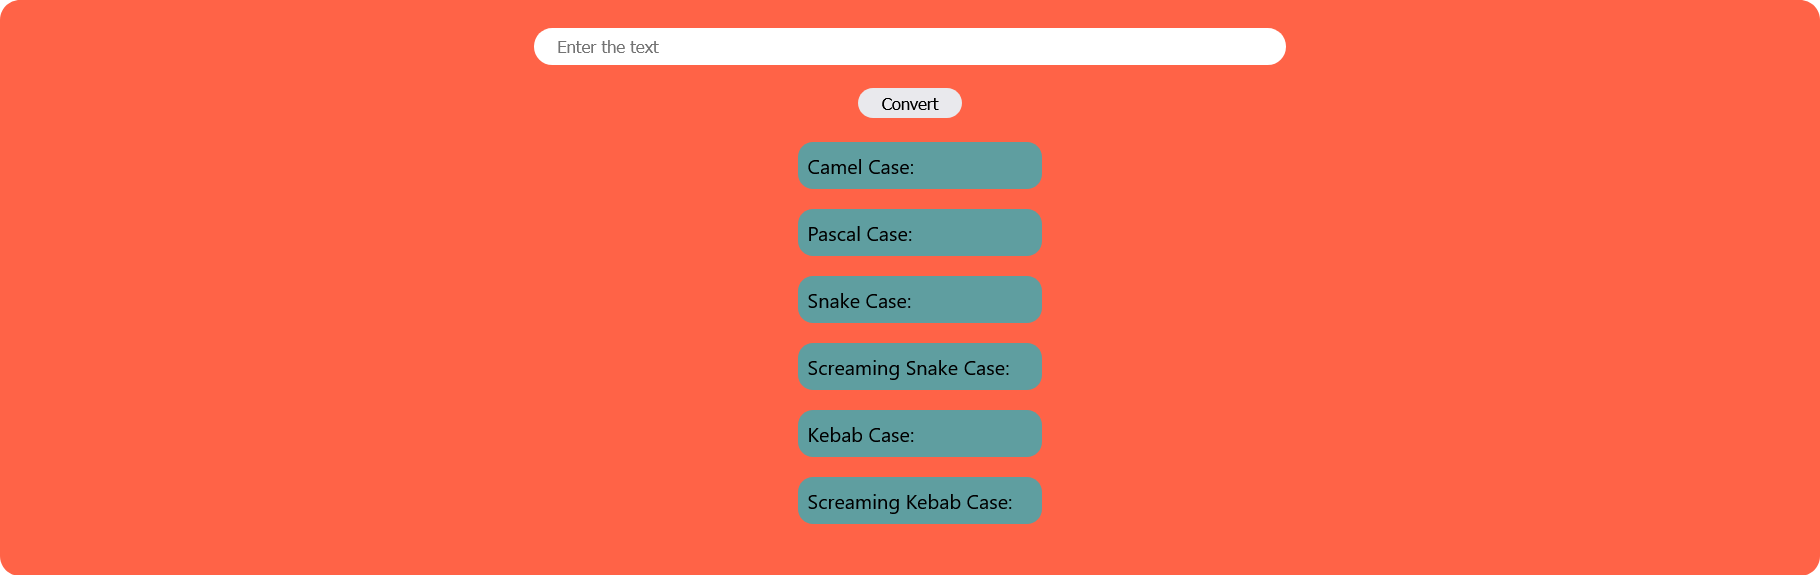 Enter the text
Convert
Camel Case:
Pascal Case:
Snake Case:
Screaming Snake Case:
Kebab Case:
Screaming Kebab Case: